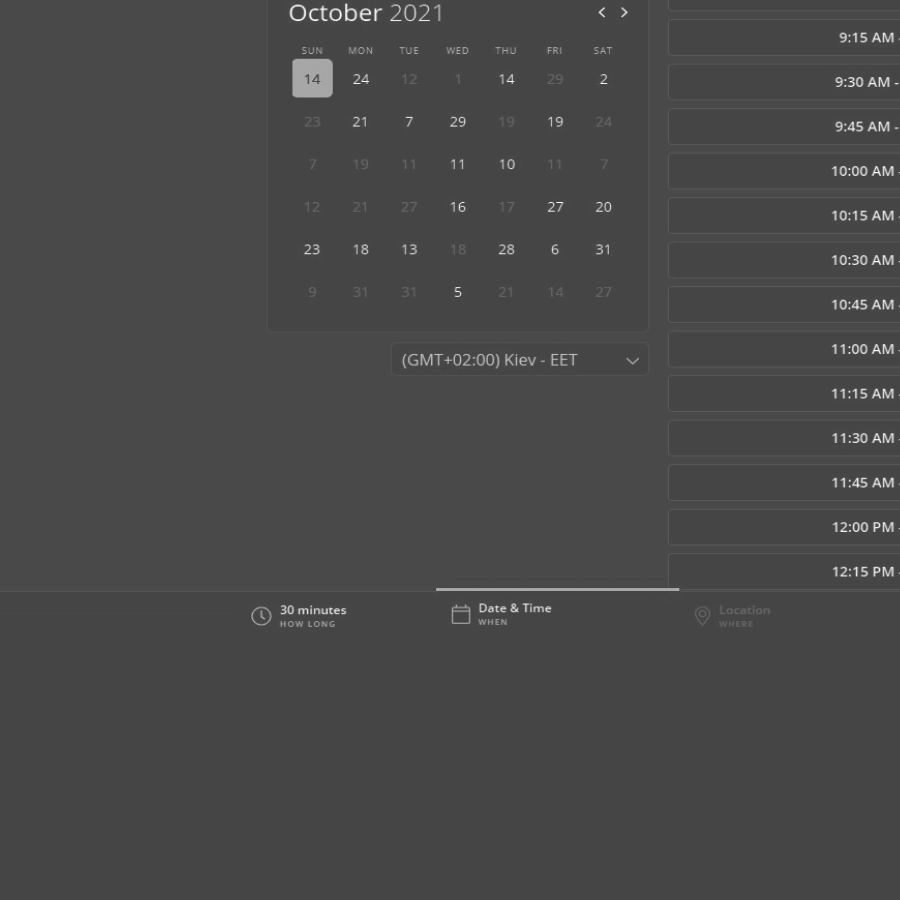 October 2021
SUN MON TUE WED THU FRI SAT
14 24 12 1 14 29 2
23 21 7 29 19 19 24
7 19 11 11 10 11 7
12 21 27 16 17 27 20
23 18 13 18 28 6 31
9 31 31 5 21 14 27
(GMT+02:00) Kiev - EET
9:15 AM -
9:30 AM -
9:45 AM -
10:00 AM -
10:15 AM -
10:30 AM -
10:45 AM -
11:00 AM -
11:15 AM -
11:30 AM -
11:45 AM -
12:00 PM -
12:15 PM -
30 minutes
HOW LONG
Date & Time
WHEN
Location
WHERE